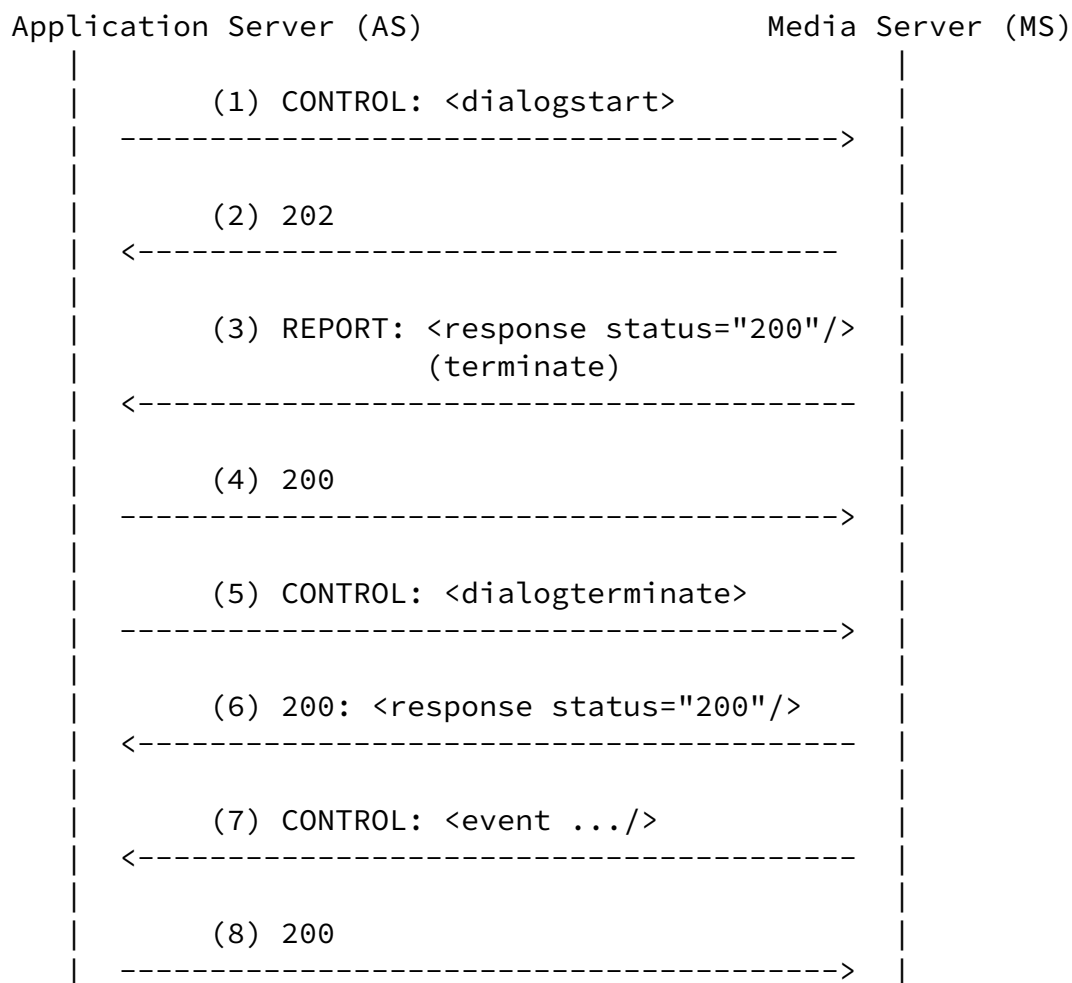 Application Server (AS) Media Server (MS)
(1) CONTROL: <dialogstart>
(2) 202
(3) REPORT: <response status="200"/>
(terminate)
(4) 200
(5) CONTROL: <dialogterminate>
(6) 200: <response status="200"/>
(7) CONTROL: <event .../>
(8) 200